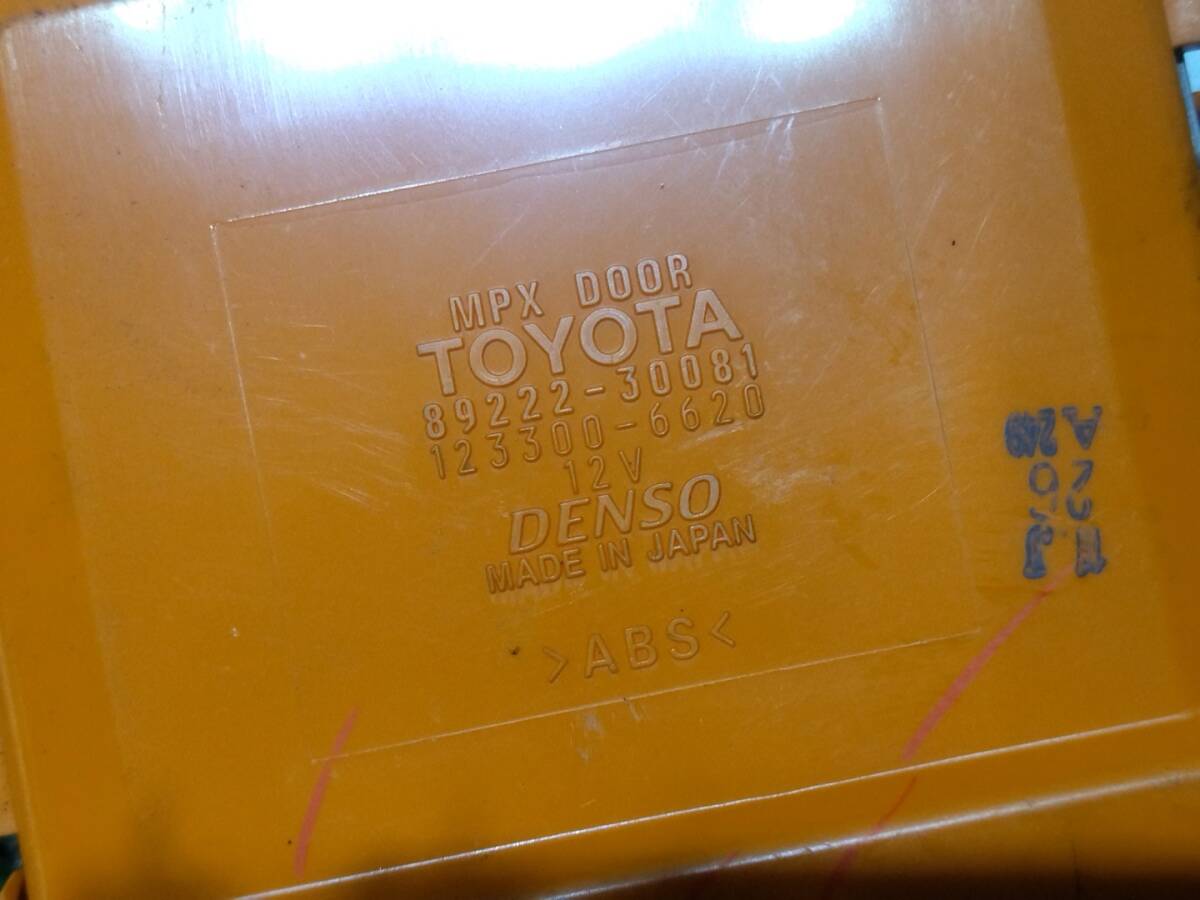 MPX DOOR
TOYOTA
89222-30081
123300-6620
12V
DENSO
MADE IN JAPAN
>ABS<